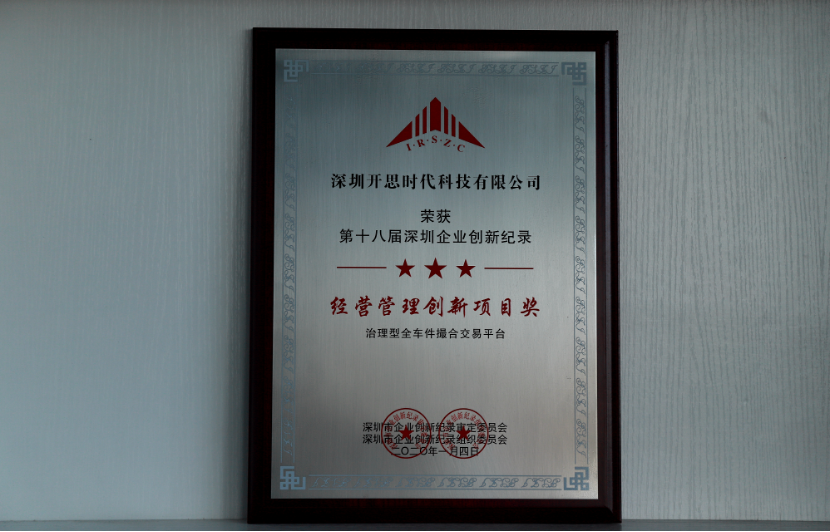 I·R·S·Z·C
深圳开思时代科技有限公司
荣获
第十八届深圳企业创新纪录
经营管理创新项目奖
治理型全车件撮合交易平台
深圳市企业创新纪录审定委员会
深圳市企业创新纪录组织委员会
二〇二〇年一月四日